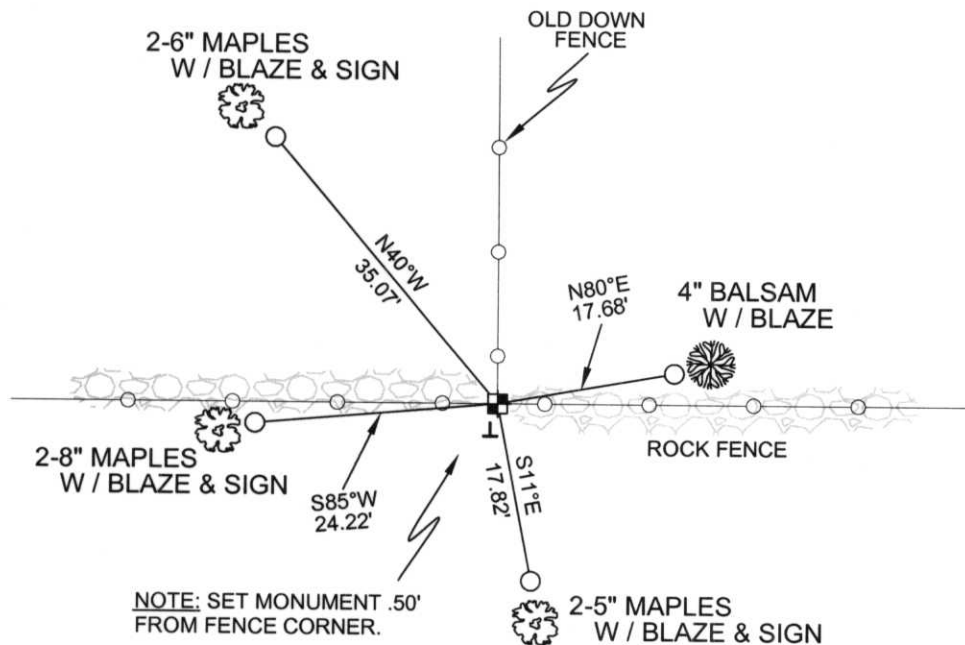 OLD DOWN
FENCE
2-6" MAPLES
W / BLAZE & SIGN
N40°W
35.07'
N80°E
17.68'
4" BALSAM
W / BLAZE
ROCK FENCE
2-8" MAPLES
W / BLAZE & SIGN
S85°W
24.22'
S11°E
17.82'
NOTE: SET MONUMENT .50'
FROM FENCE CORNER.
2-5" MAPLES
W / BLAZE & SIGN